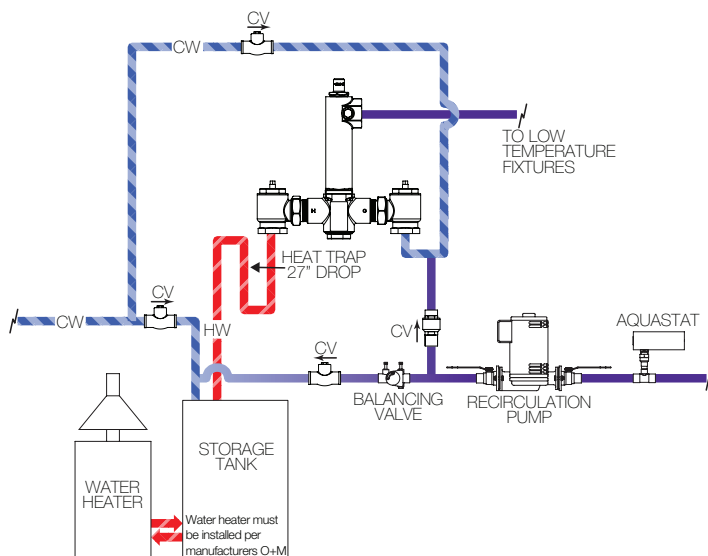 CV
CW
TO LOW
TEMPERATURE
FIXTURES
H
C
HEAT TRAP
27" DROP
CV
CW
HW
CV
CV
AQUASTAT
BALANCING
VALVE
RECIRCULATION
PUMP
STORAGE
TANK
WATER
HEATER
Water heater must
be installed per
manufacturers O+M